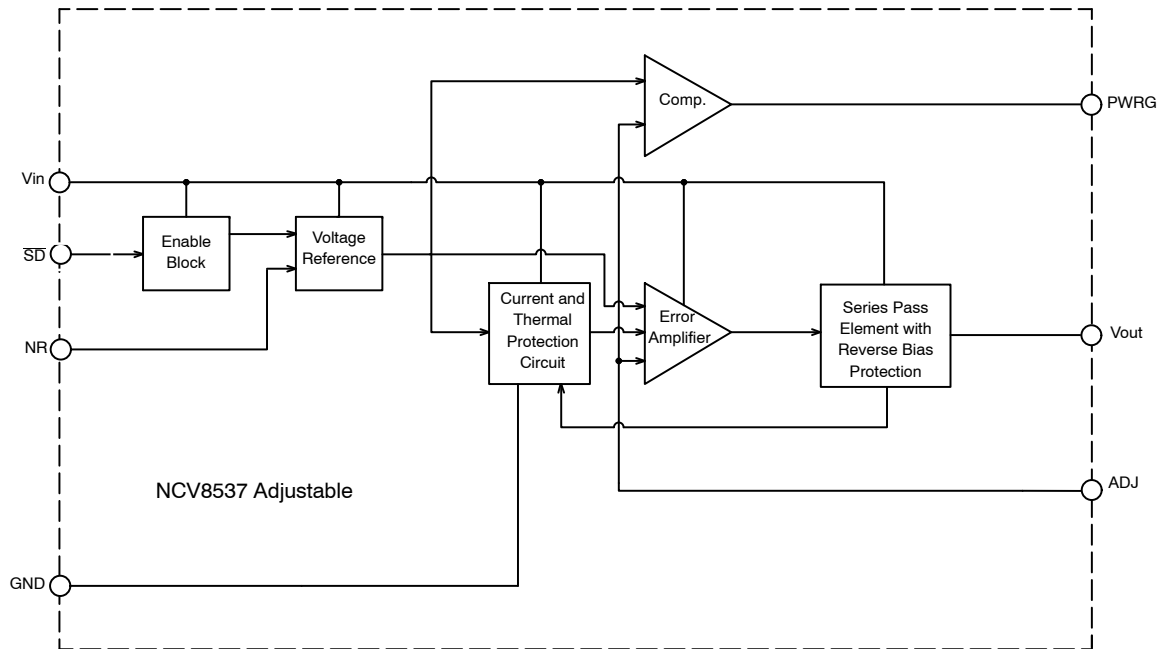 Comp.
PWRG
Vin
Enable
Block
Voltage
Reference
S̅D̅
NR
Current and
Thermal
Protection
Circuit
Error
Amplifier
Series Pass
Element with
Reverse Bias
Protection
Vout
NCV8537 Adjustable
ADJ
GND